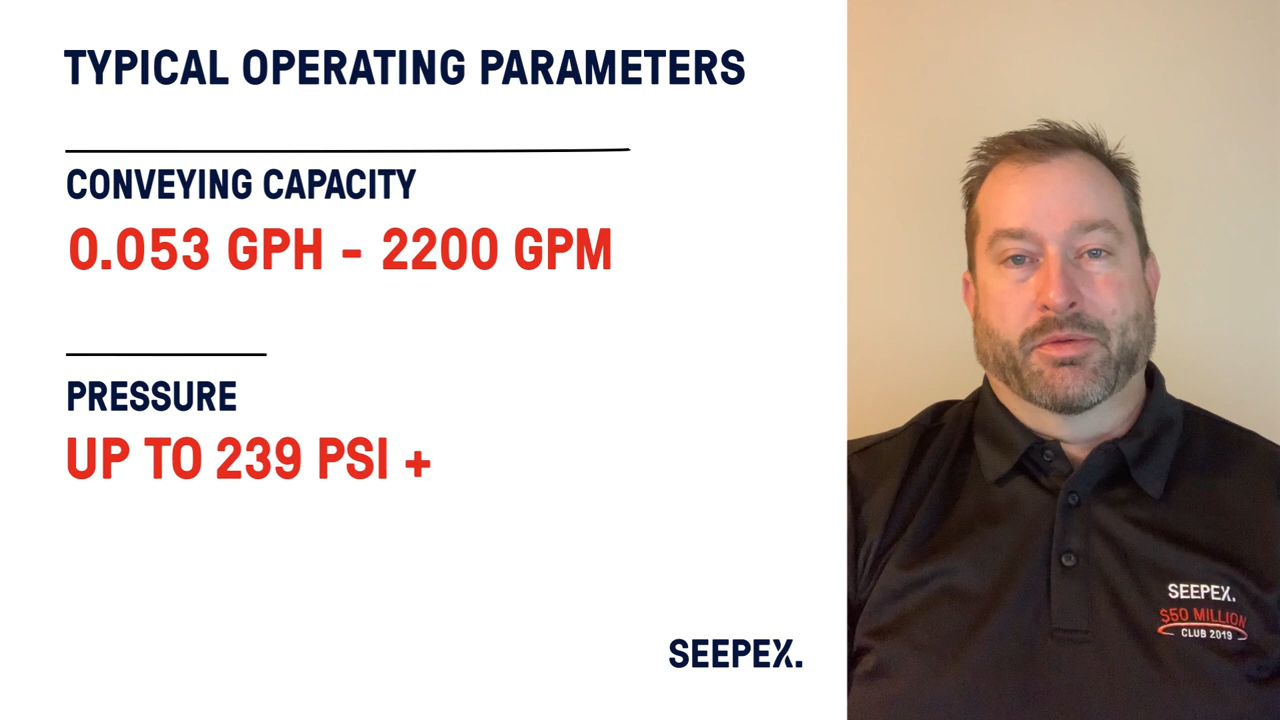 TYPICAL OPERATING PARAMETERS
CONVEYING CAPACITY
0.053 GPH - 2200 GPM
PRESSURE
UP TO 239 PSI +
SEEPEX.
SEEPEX.
$50 MILLION
CLUB 2019